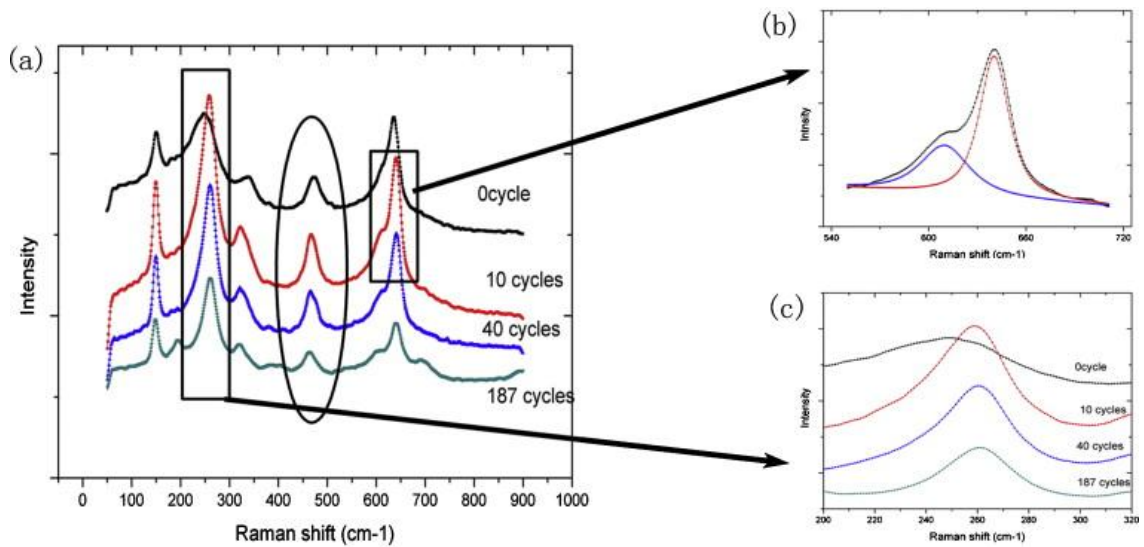 (a)
Intensity
0cycle
10 cycles
40 cycles
187 cycles
0 100 200 300 400 500 600 700 800 900 1000
Raman shift (cm-1)
(b)
Intnsity
540 600 660 720
Raman shift (cm-1)
(c)
Intensity
0cycle
10 cycles
40 cycles
187 cycles
200 220 240 260 280 300 320
Raman shift (cm-1)